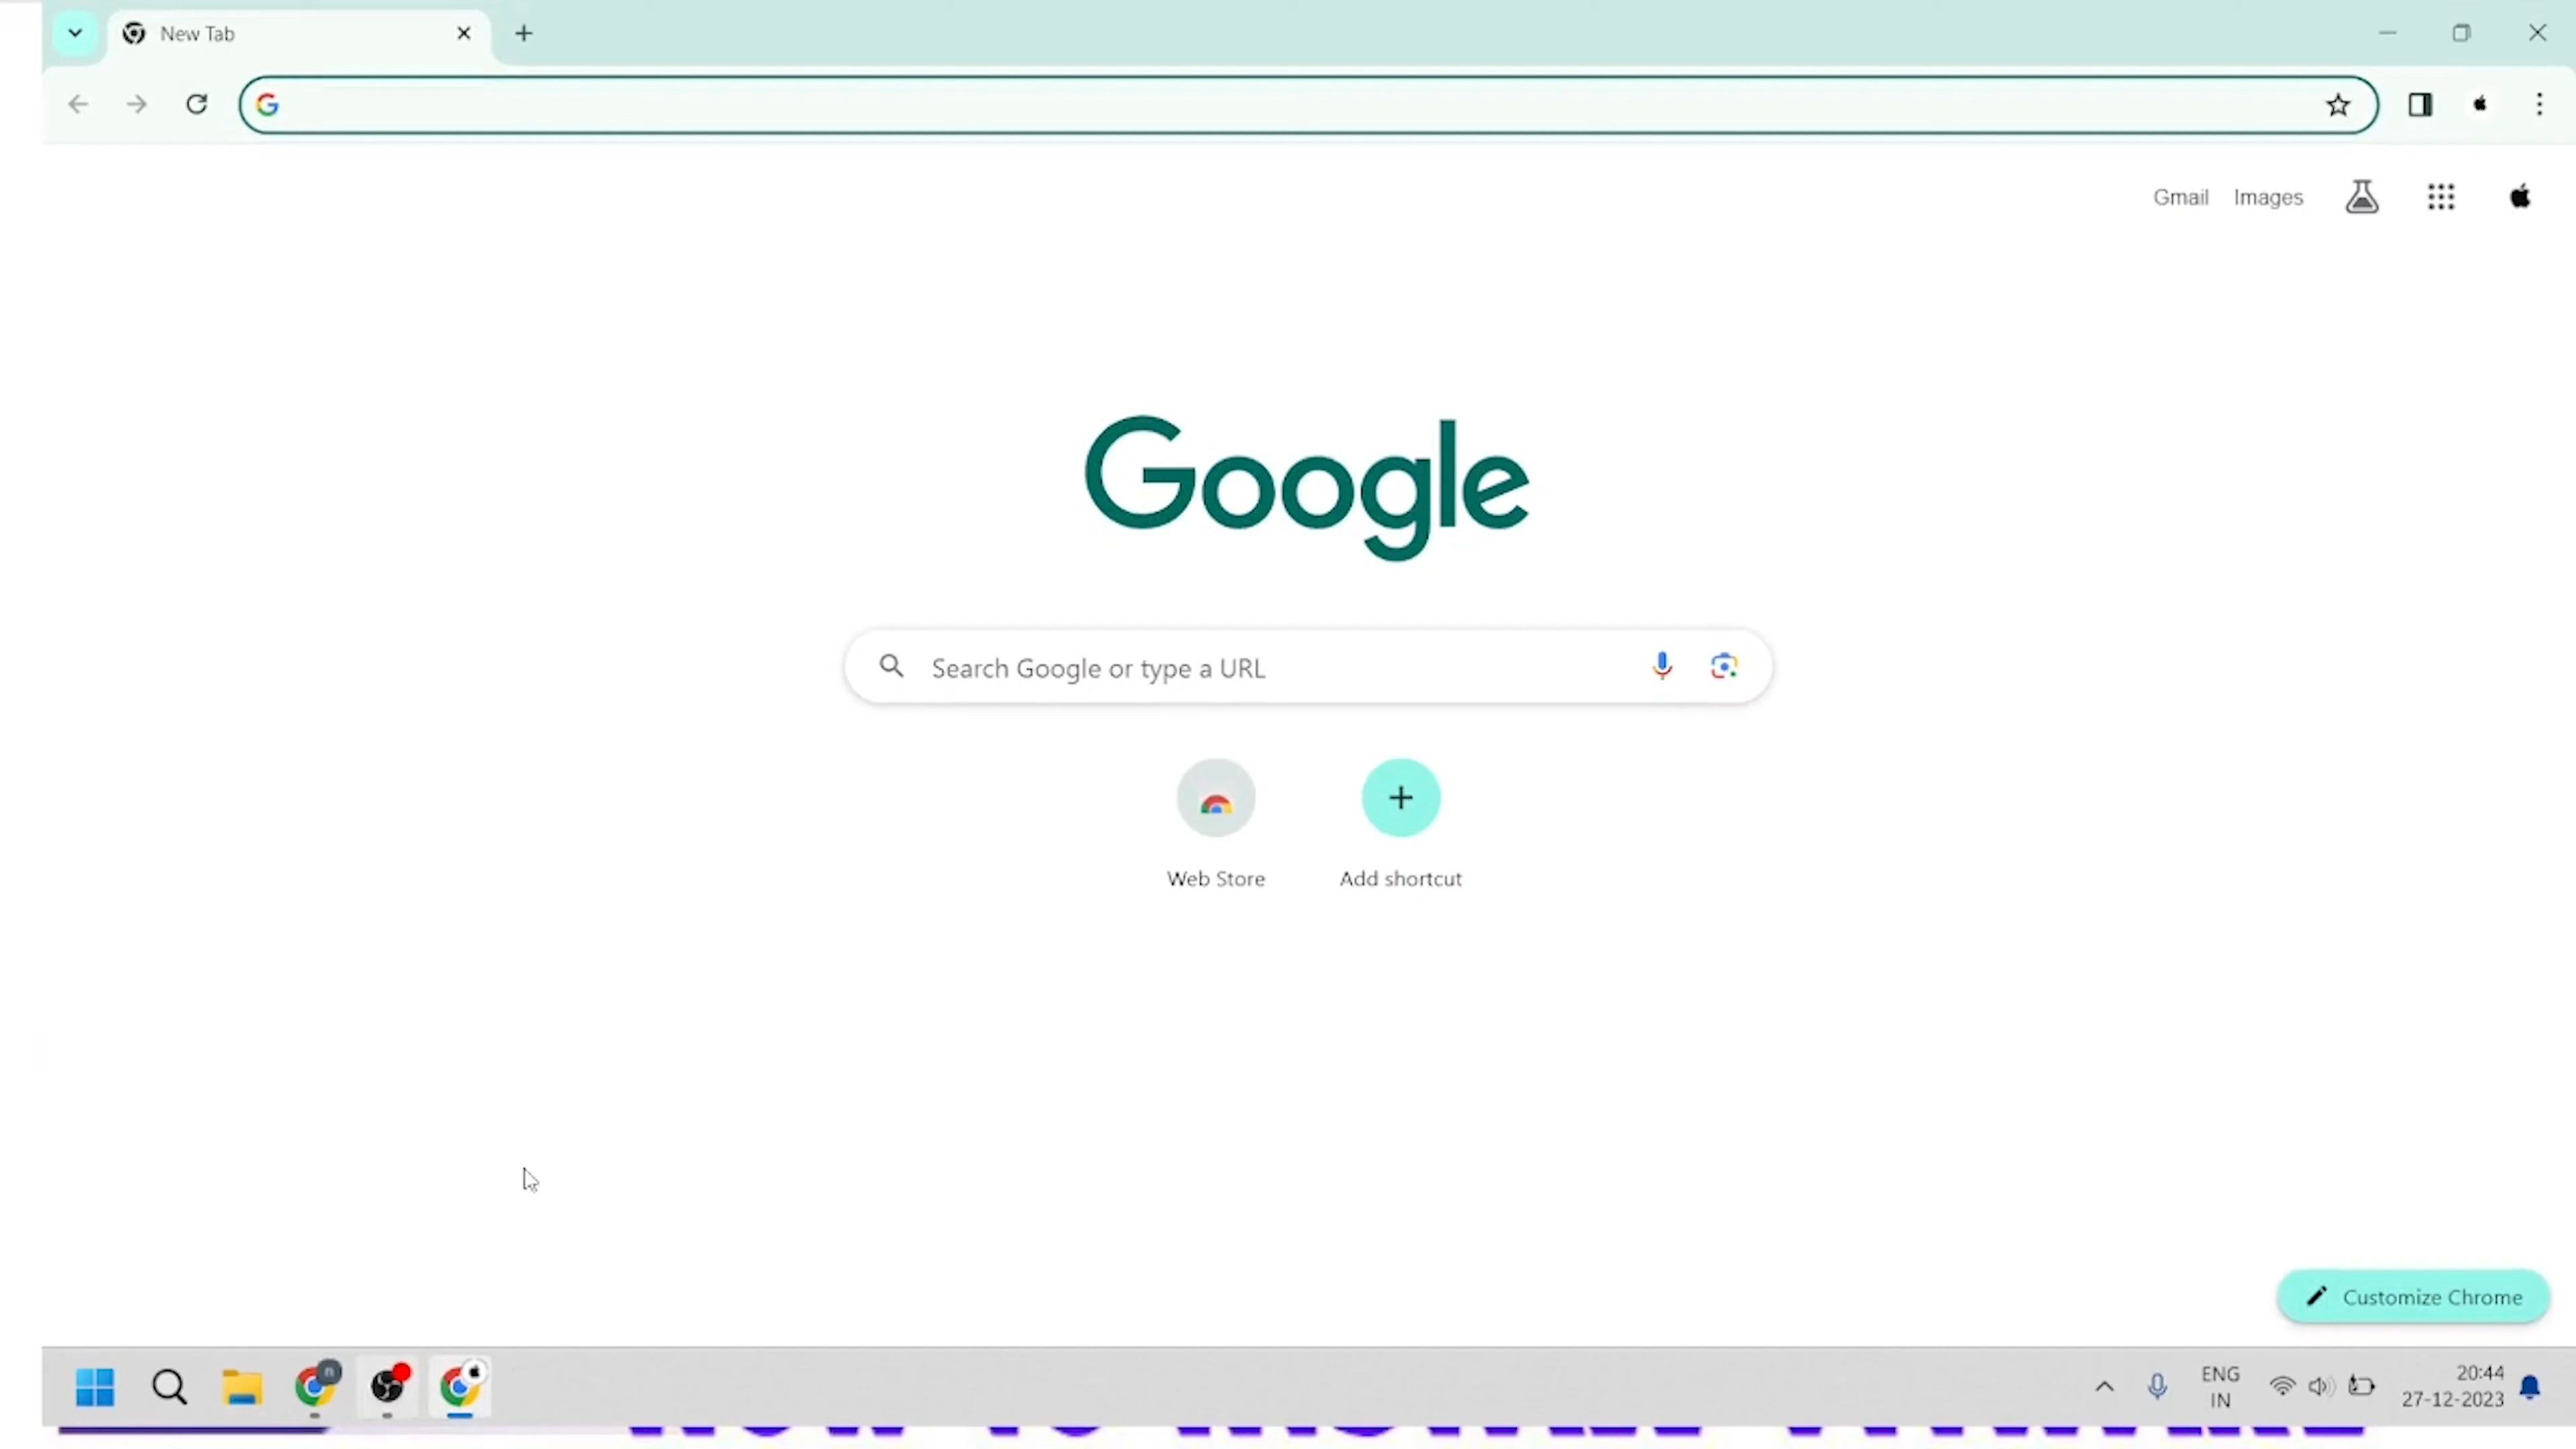 New Tab
Gmail Images
Google
Search Google or type a URL
Web Store
Add shortcut
Customize Chrome
ENG
IN
20:44
27-12-2023